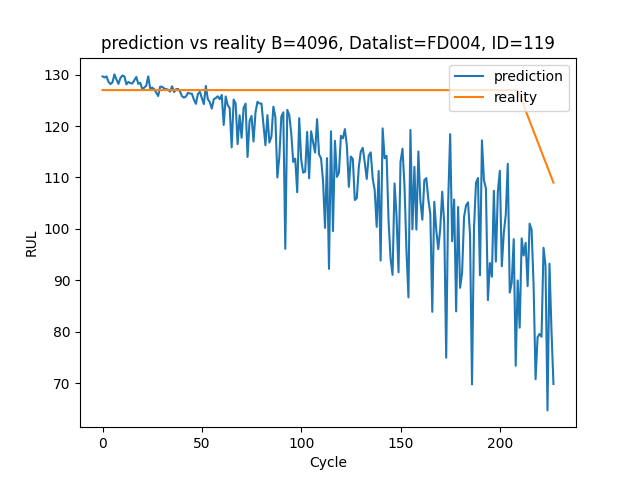 prediction vs reality B=4096, Datalist=FD004, ID=119
prediction
reality
RUL
130
120
110
100
90
80
70
0
50
100
150
200
Cycle